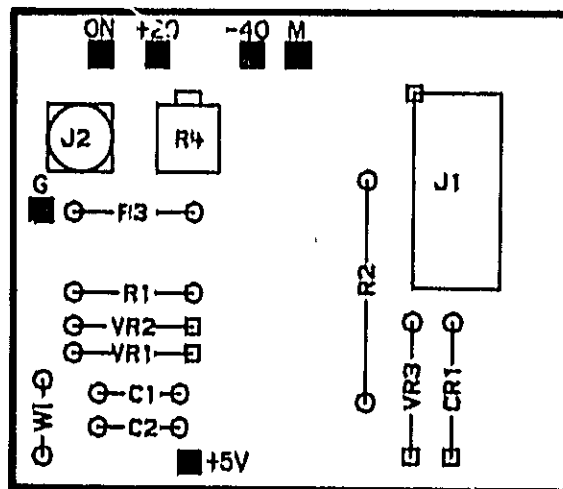 ON +20 -40 M
J2 R4 J1
G
R3
R2
R1
VR2
VR1
VR3 CR1
W1 C1
C2
+5V